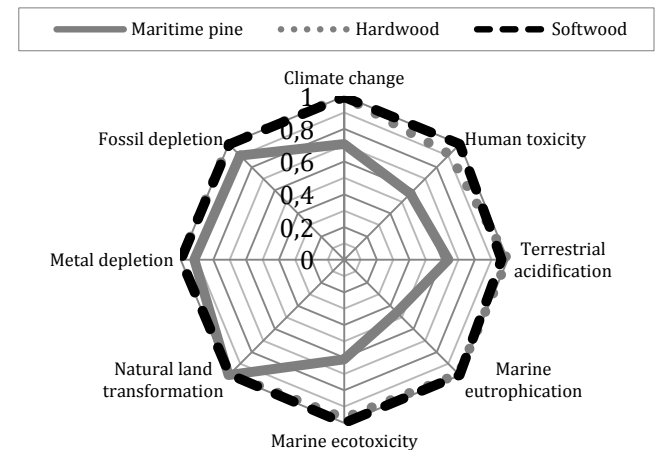 Maritime pine
Hardwood
Softwood
Climate change
1
0,8
0,6
0,4
0,2
0
Human toxicity
Terrestrial
acidification
Marine
eutrophication
Marine ecotoxicity
Natural land
transformation
Metal depletion
Fossil depletion